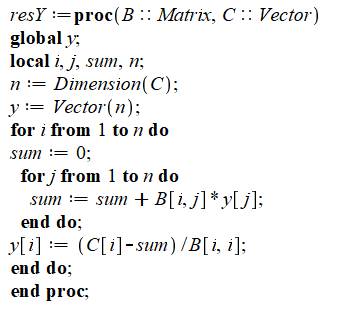 resY :=proc(B :: Matrix, C :: Vector)
global y;
local i, j, sum, n;
n := Dimension(C);
y := Vector(n);
for i from 1 to n do
sum := 0;
for j from 1 to n do
sum := sum + B[i, j] * y[j];
end do;
y[i] := (C[i]-sum) / B[i, i];
end do;
end proc;